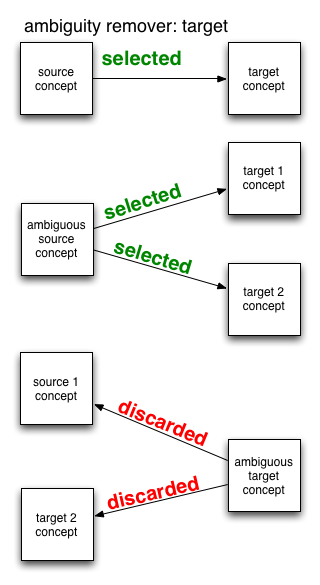 ambiguity remover: target
selected
source
concept
target
concept
target 1
concept
selected
ambiguous
source
concept
selected
target 2
concept
source 1
concept
discarded
ambiguous
target
concept
discarded
target 2
concept